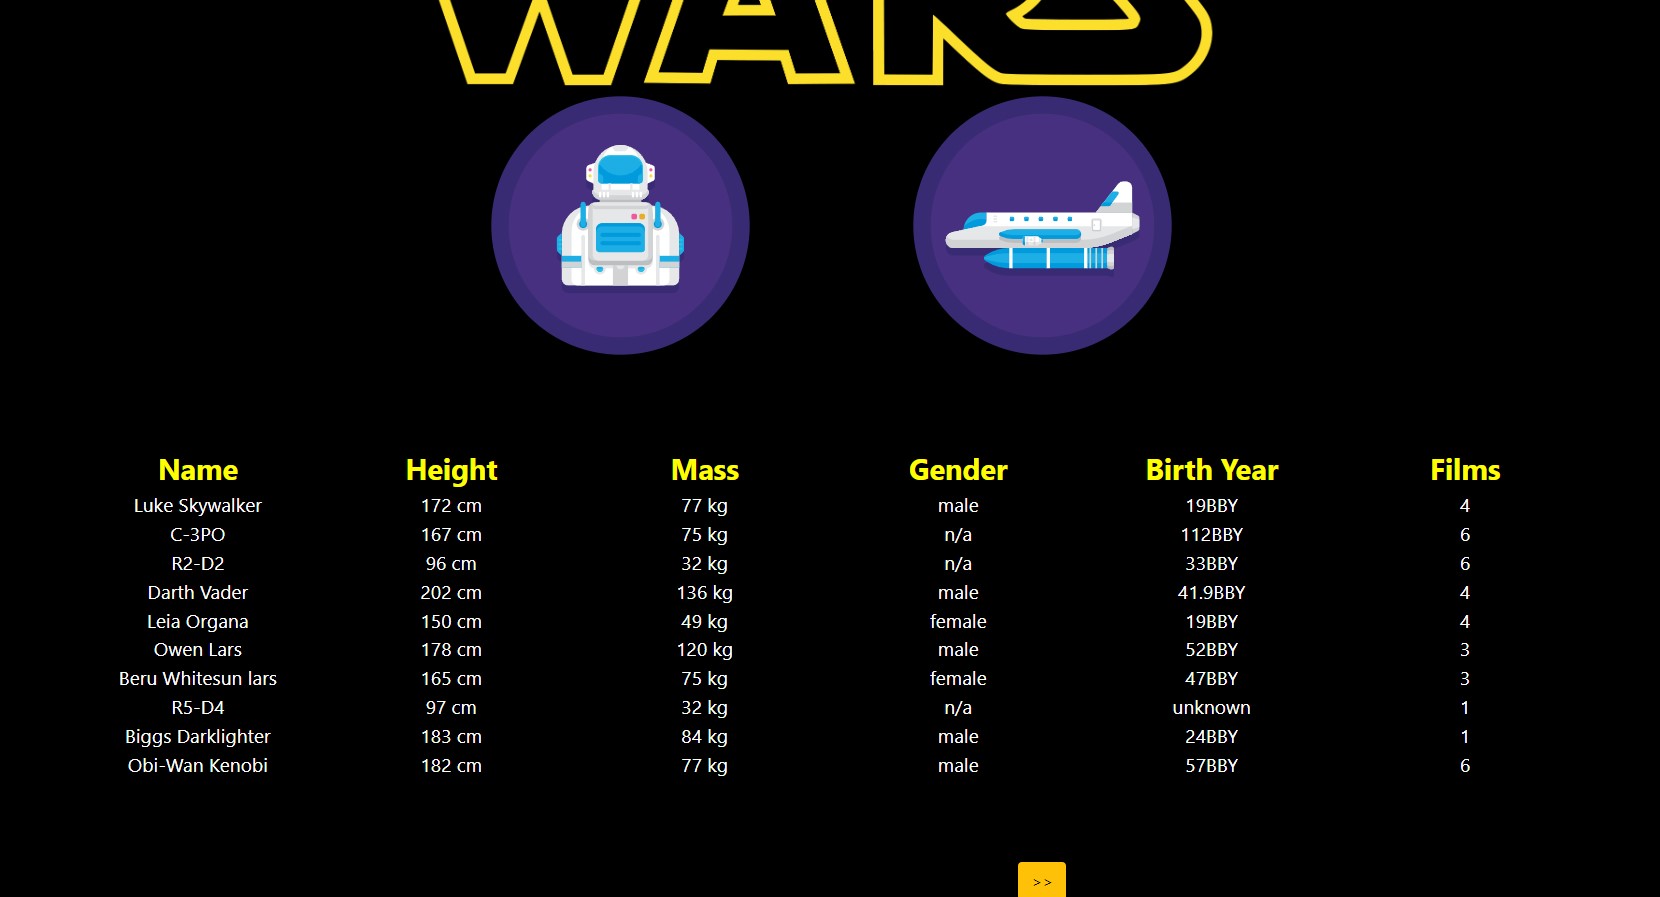 WARS
Name Height Mass Gender Birth Year Films
Luke Skywalker 172 cm 77 kg male 19BBY 4
C-3PO 167 cm 75 kg n/a 112BBY 6
R2-D2 96 cm 32 kg n/a 33BBY 6
Darth Vader 202 cm 136 kg male 41.9BBY 4
Leia Organa 150 cm 49 kg female 19BBY 4
Owen Lars 178 cm 120 kg male 52BBY 3
Beru Whitesun lars 165 cm 75 kg female 47BBY 3
R5-D4 97 cm 32 kg n/a unknown 1
Biggs Darklighter 183 cm 84 kg male 24BBY 1
Obi-Wan Kenobi 182 cm 77 kg male 57BBY 6
>>